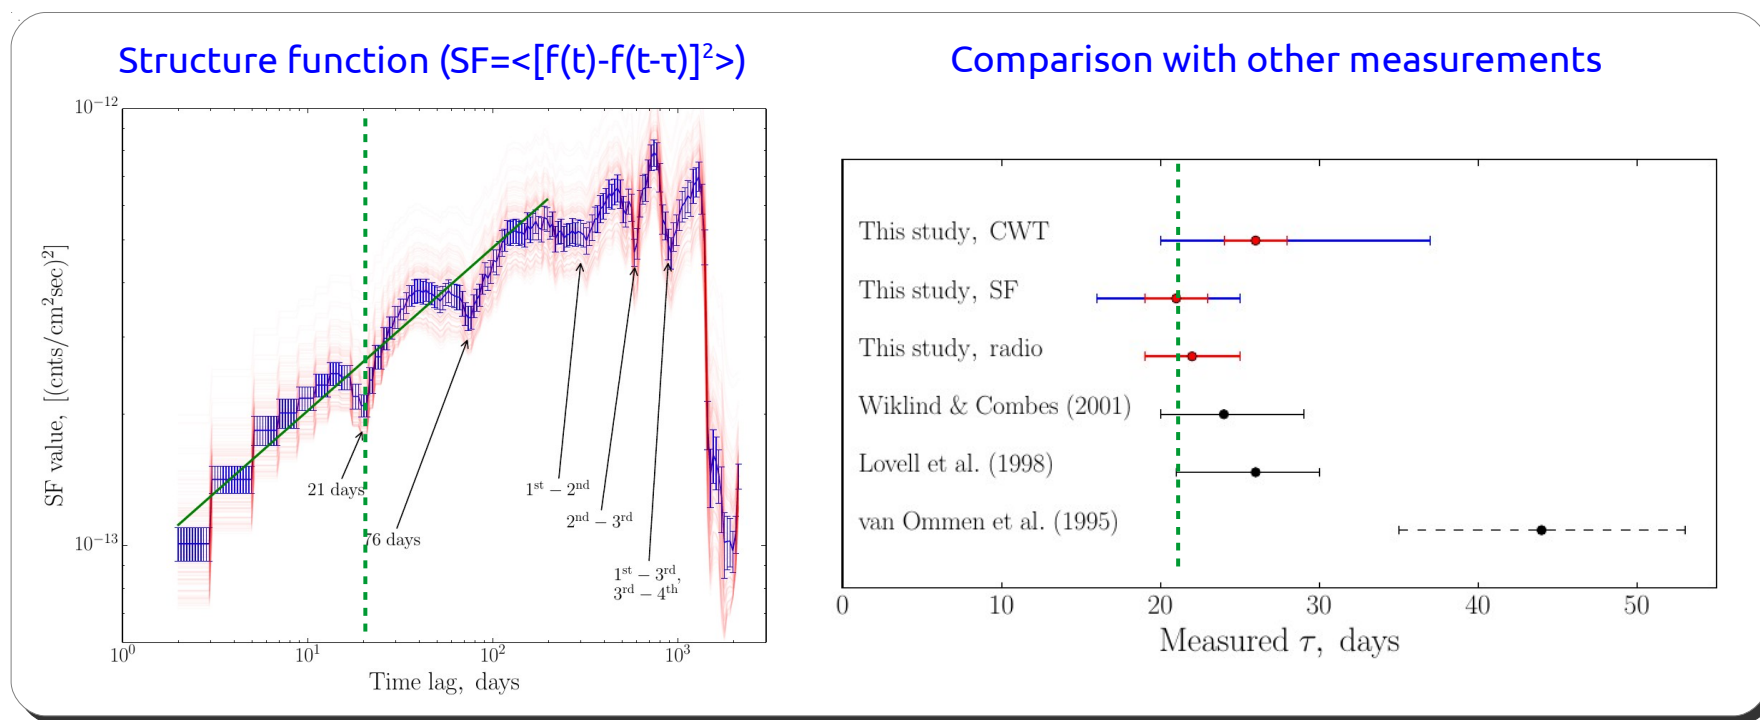 Structure function (SF=<[f(t)-f(t-τ)]²>)
10⁻¹²
10⁻¹³
SF value, [(cnts/cm²sec)²]
21 days
76 days
1ˢᵗ − 2ⁿᵈ
2ⁿᵈ − 3ʳᵈ
1ˢᵗ − 3ʳᵈ,
3ʳᵈ − 4ᵗʰ
10⁰ 10¹ 10² 10³
Time lag, days
Comparison with other measurements
This study, CWT
This study, SF
This study, radio
Wiklind & Combes (2001)
Lovell et al. (1998)
van Ommen et al. (1995)
0 10 20 30 40 50
Measured τ, days